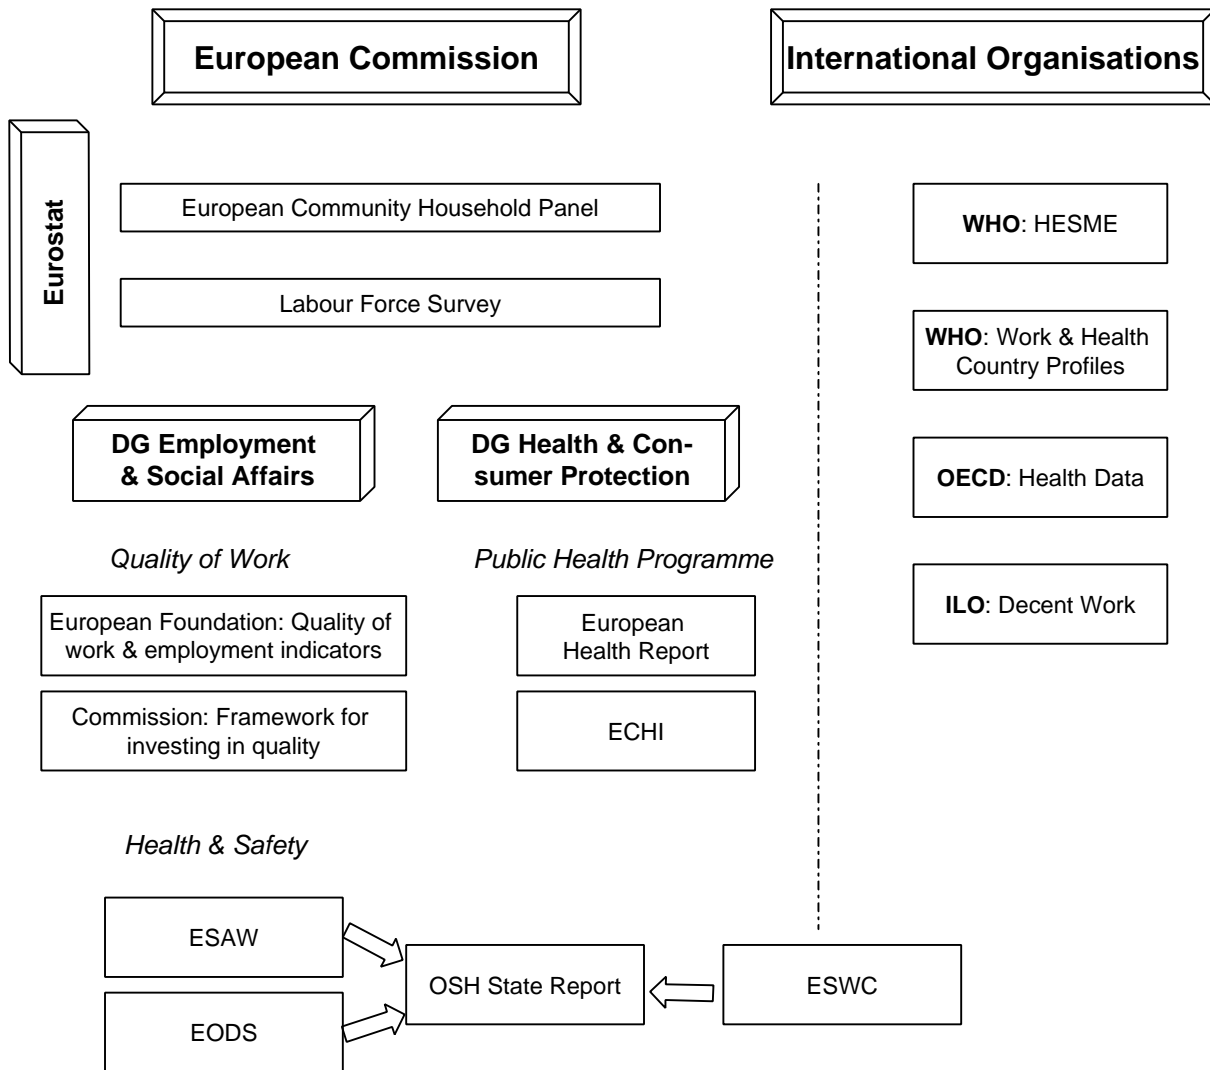 European Commission
International Organisations
Eurostat
European Community Household Panel
Labour Force Survey
WHO: HESME
WHO: Work & Health
Country Profiles
OECD: Health Data
ILO: Decent Work
DG Employment
& Social Affairs
DG Health & Con-
sumer Protection
Quality of Work
Public Health Programme
European Foundation: Quality of
work & employment indicators
European
Health Report
Commission: Framework for
investing in quality
ECHI
Health & Safety
ESAW
EODS
OSH State Report
ESWC